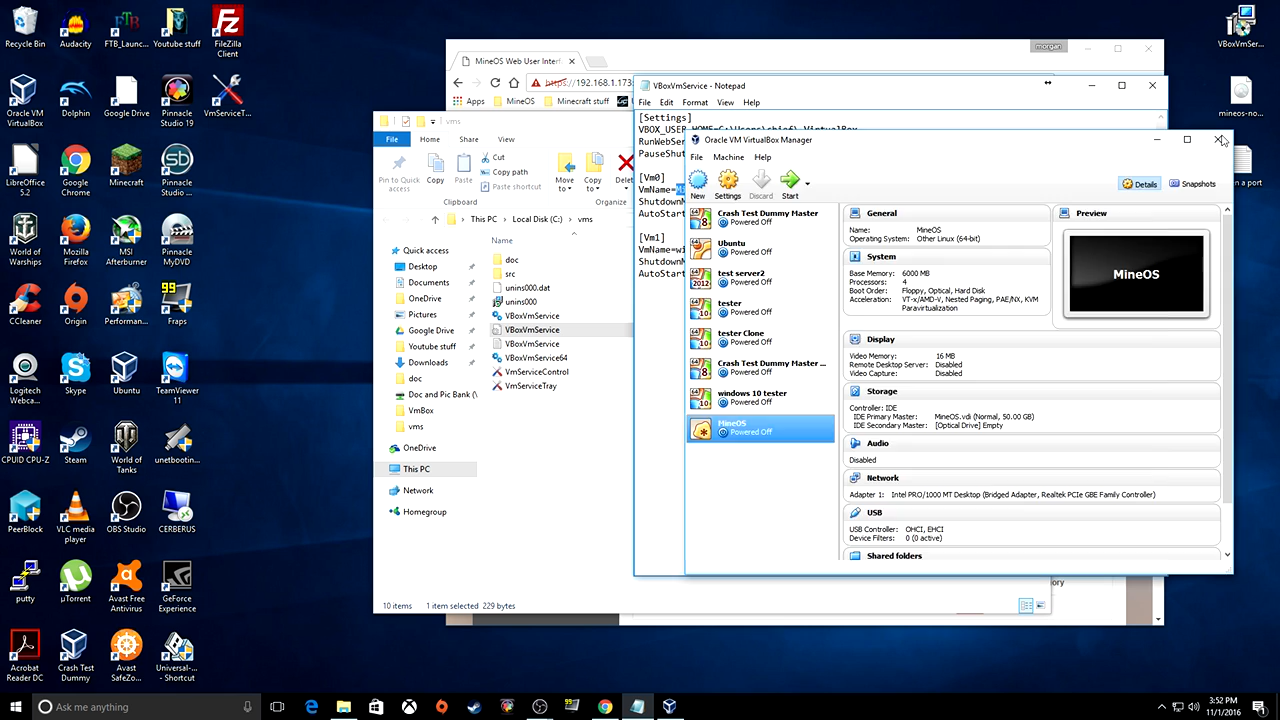 Recycle Bin
Audacity
FTB_Launc...
Youtube stuff
FileZilla Client
Oracle VM VirtualBox
Dolphin
Google Drive
Pinnacle Studio 19
VmServiceT...
LibreOffice 5.2
Google Chrome
Minecraft
Pinnacle Studio ...
World of Warships
Mozilla Firefox
MSI Afterburner
Pinnacle MyDVD
CCleaner
Origin
Performan...
Fraps
Logitech Webca...
Skype
Ubuntu
TeamViewer 11
CPUID CPU-Z
Steam
World of Tanks
unetbootin...
PeerBlock
VLC media player
OBS Studio
CERBERUS
putty
µTorrent
Avast Free Antivirus
GeForce Experience
Acrobat Reader DC
Crash Test Dummy
Avast SafeZo...
Universal-... - Shortcut
VBoxVmSer...
mineos-no...
n a port
morgan
MineOS Web User Interf
https://192.168.1.173:
Apps
MineOS
Minecraft stuff
vms
File
Home
Share
View
Pin to Quick access
Copy
Paste
Cut
Copy path
Paste shortcut
Clipboard
Move to
Copy to
Delet
Organize
This PC
Local Disk (C:)
vms
Quick access
Desktop
Documents
OneDrive
Pictures
Google Drive
Youtube stuff
Downloads
doc
Doc and Pic Bank (\
VmBox
vms
OneDrive
This PC
Network
Homegroup
Name
doc
src
unins000.dat
unins000
VBoxVmService
VBoxVmService
VBoxVmService
VBoxVmService64
VmServiceControl
VmServiceTray
10 items
1 item selected 229 bytes
VBoxVmService - Notepad
File Edit Format View Help
[Settings]
VBOX_USER_HOME=C:\Users\chief\.VirtualBox
RunWebSer
PauseShut
[Vm0]
VmName=
ShutdownM
AutoStart
[Vm1]
VmName=wi
ShutdownM
AutoStart
Oracle VM VirtualBox Manager
File Machine Help
New
Settings
Discard
Start
Details
Snapshots
Crash Test Dummy Master
Powered Off
Ubuntu
Powered Off
test server2
Powered Off
tester
Powered Off
tester Clone
Powered Off
Crash Test Dummy Master ...
Powered Off
windows 10 tester
Powered Off
MineOS
Powered Off
General
Name: MineOS
Operating System: Other Linux (64-bit)
System
Base Memory: 6000 MB
Processors: 4
Boot Order: Floppy, Optical, Hard Disk
Acceleration: VT-x/AMD-V, Nested Paging, PAE/NX, KVM Paravirtualization
Preview
MineOS
Display
Video Memory: 16 MB
Remote Desktop Server: Disabled
Video Capture: Disabled
Storage
Controller: IDE
IDE Primary Master: MineOS.vdi (Normal, 50.00 GB)
IDE Secondary Master: [Optical Drive] Empty
Audio
Disabled
Network
Adapter 1: Intel PRO/1000 MT Desktop (Bridged Adapter, Realtek PCIe GBE Family Controller)
USB
USB Controller: OHCI, EHCI
Device Filters: 0 (0 active)
Shared folders
ory
Ask me anything
3:52 PM
11/1/2016